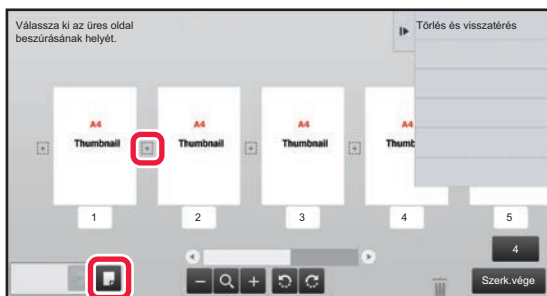 Válassza ki az üres oldal
beszúrásának helyét.
Törlés és visszatérés
A4
Thumbnail
A4
Thumbnail
A4
Thumbnail
A4
Thumb
1
2
3
4
5
4
Szerk.vége